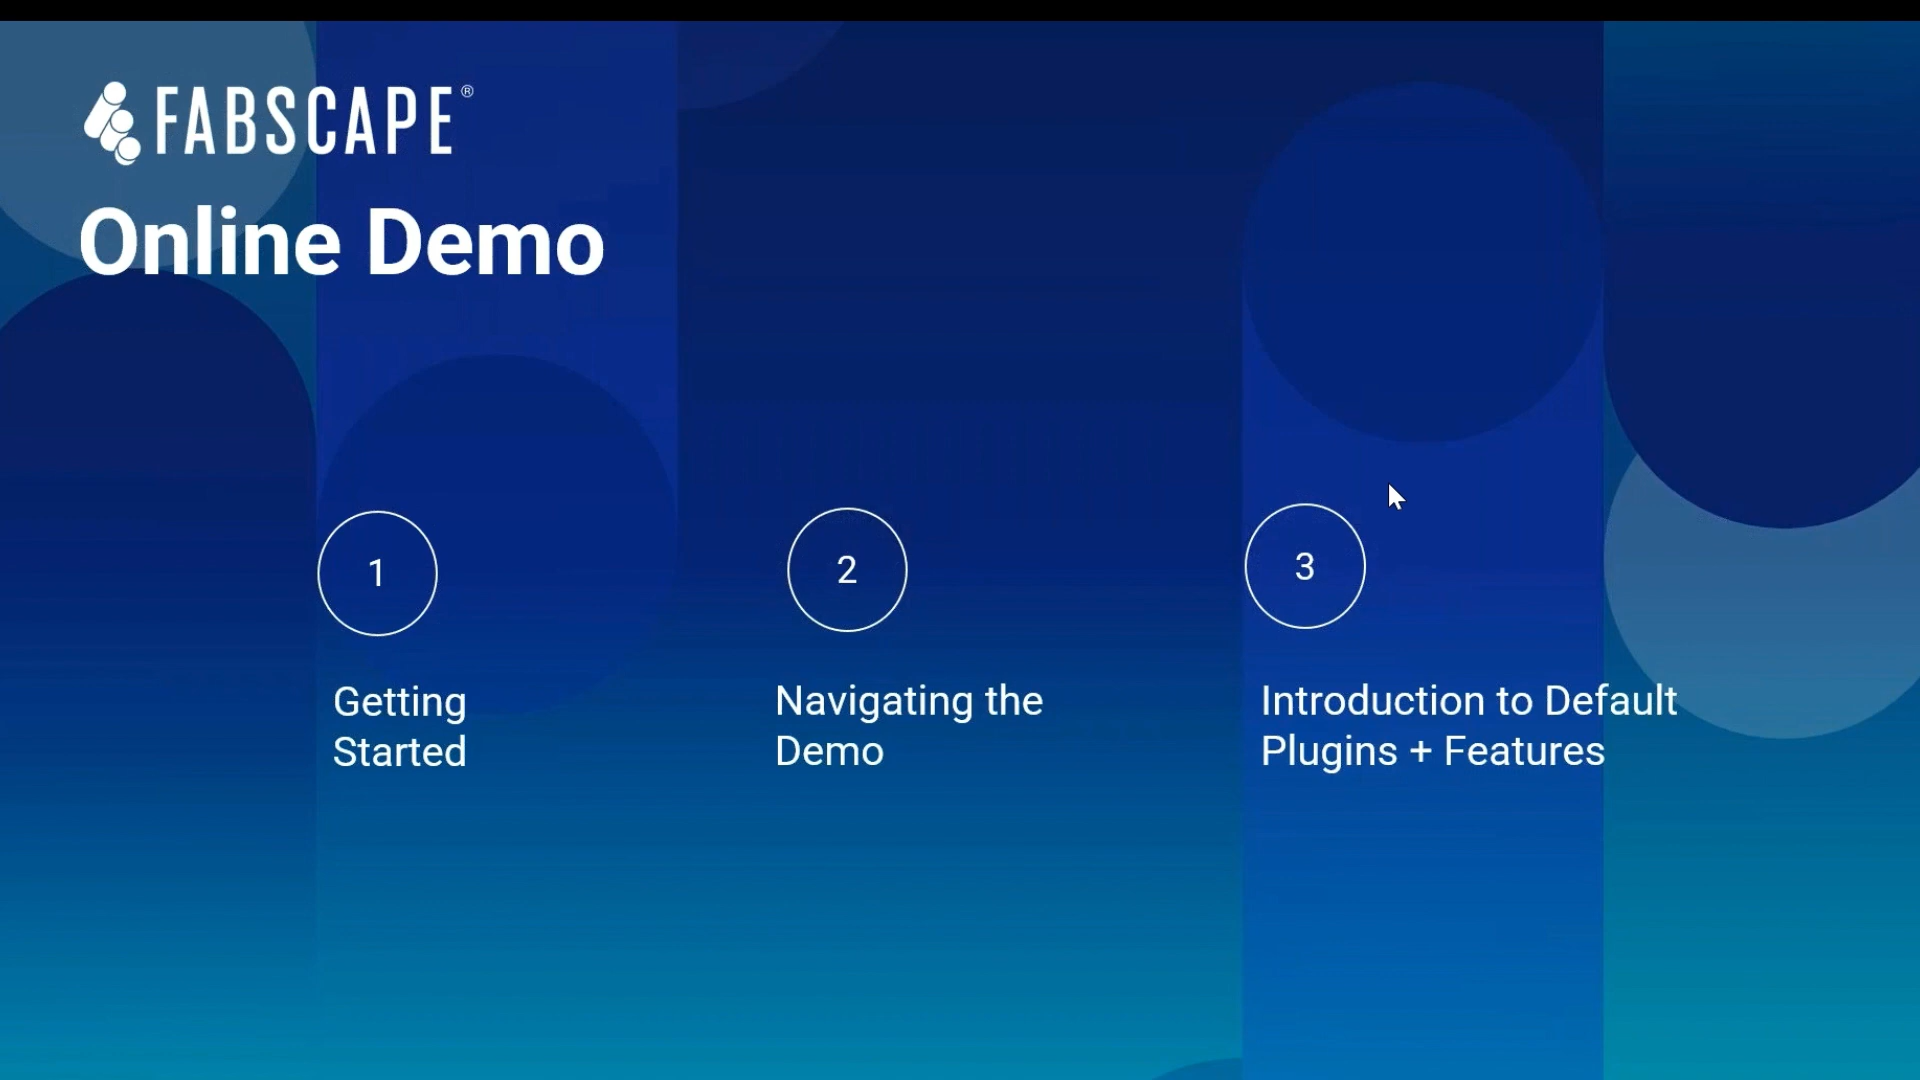 FABSCAPE®
Online Demo
1
Getting
Started
2
Navigating the
Demo
3
Introduction to Default
Plugins + Features